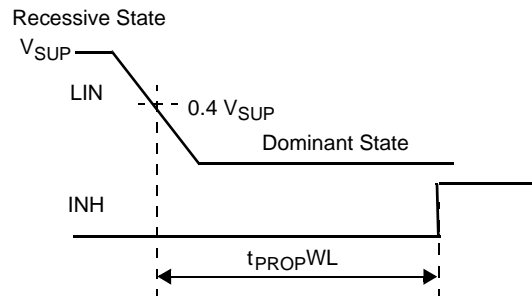 Recessive State
VSUP
LIN
0.4 VSUP
Dominant State
INH
tPROPWL